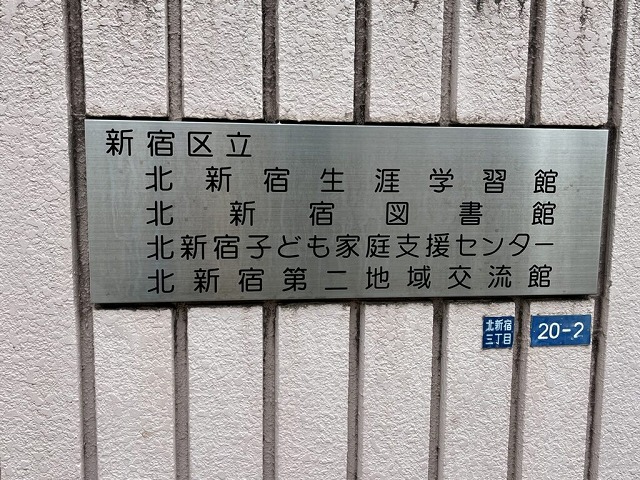 新宿区立
北新宿生涯学習館
北新宿図書館
北新宿子ども家庭支援センター
北新宿第二地域交流館
北新宿
三丁目
20-2